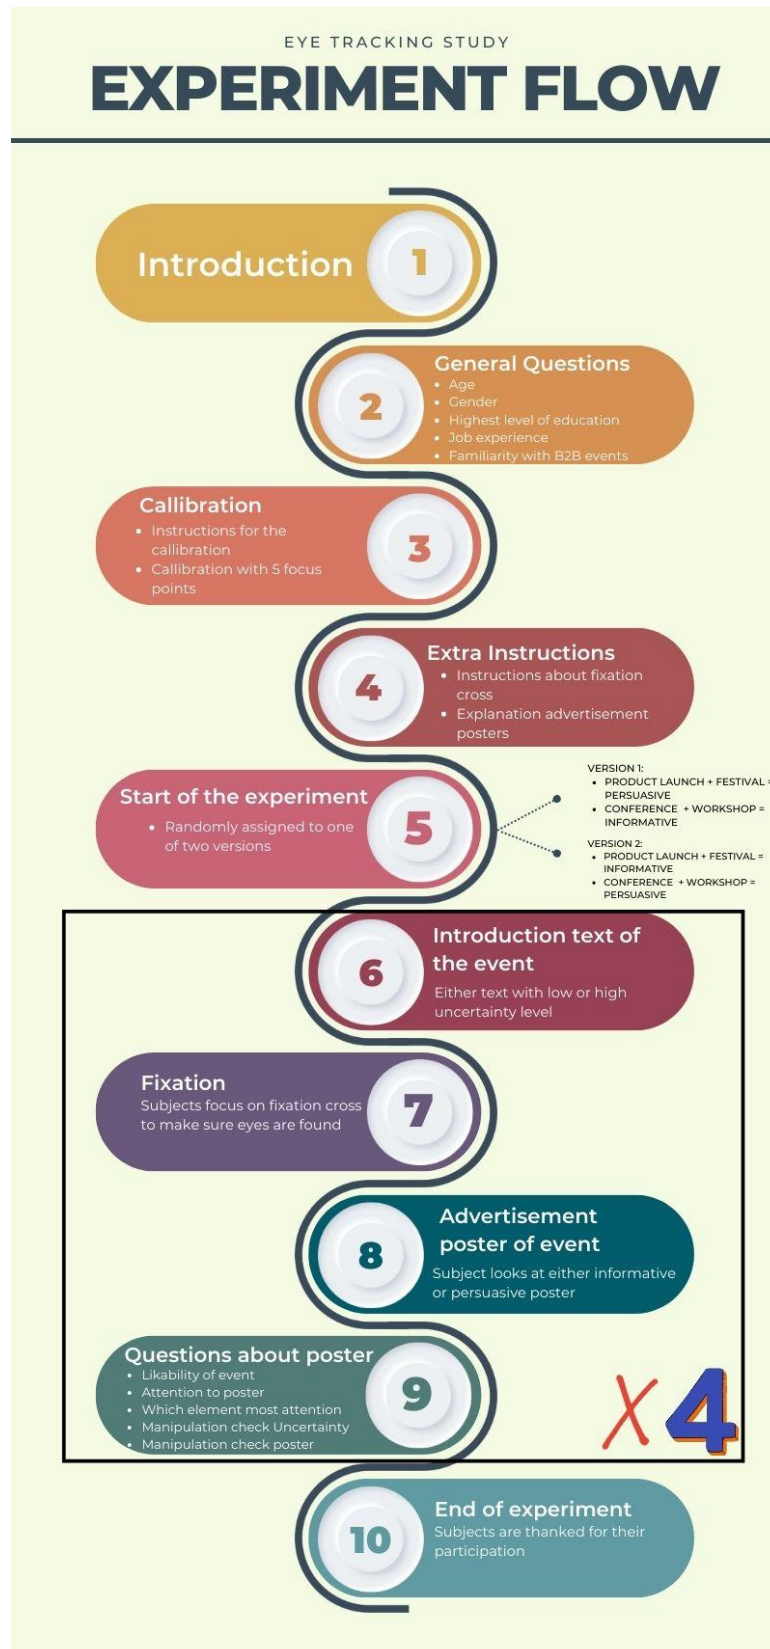 EYE TRACKING STUDY
EXPERIMENT FLOW
Introduction
1
2
General Questions
• Age
• Gender
• Highest level of education
• Job experience
• Familiarity with B2B events
Callibration
• Instructions for the
callibration
• Callibration with 5 focus
points
3
4
Extra Instructions
• Instructions about fixation
cross
• Explanation advertisement
posters
Start of the experiment
• Randomly assigned to one
of two versions
5
VERSION 1:
• PRODUCT LAUNCH + FESTIVAL =
PERSUASIVE
• CONFERENCE + WORKSHOP =
INFORMATIVE
VERSION 2:
• PRODUCT LAUNCH + FESTIVAL =
INFORMATIVE
• CONFERENCE + WORKSHOP =
PERSUASIVE
6
Introduction text of
the event
Either text with low or high
uncertainty level
Fixation
Subjects focus on fixation cross
to make sure eyes are found
7
8
Advertisement
poster of event
Subject looks at either informative
or persuasive poster
Questions about poster
• Likability of event
• Attention to poster
• Which element most attention
• Manipulation check Uncertainty
• Manipulation check poster
9
X4
10
End of experiment
Subjects are thanked for their
participation